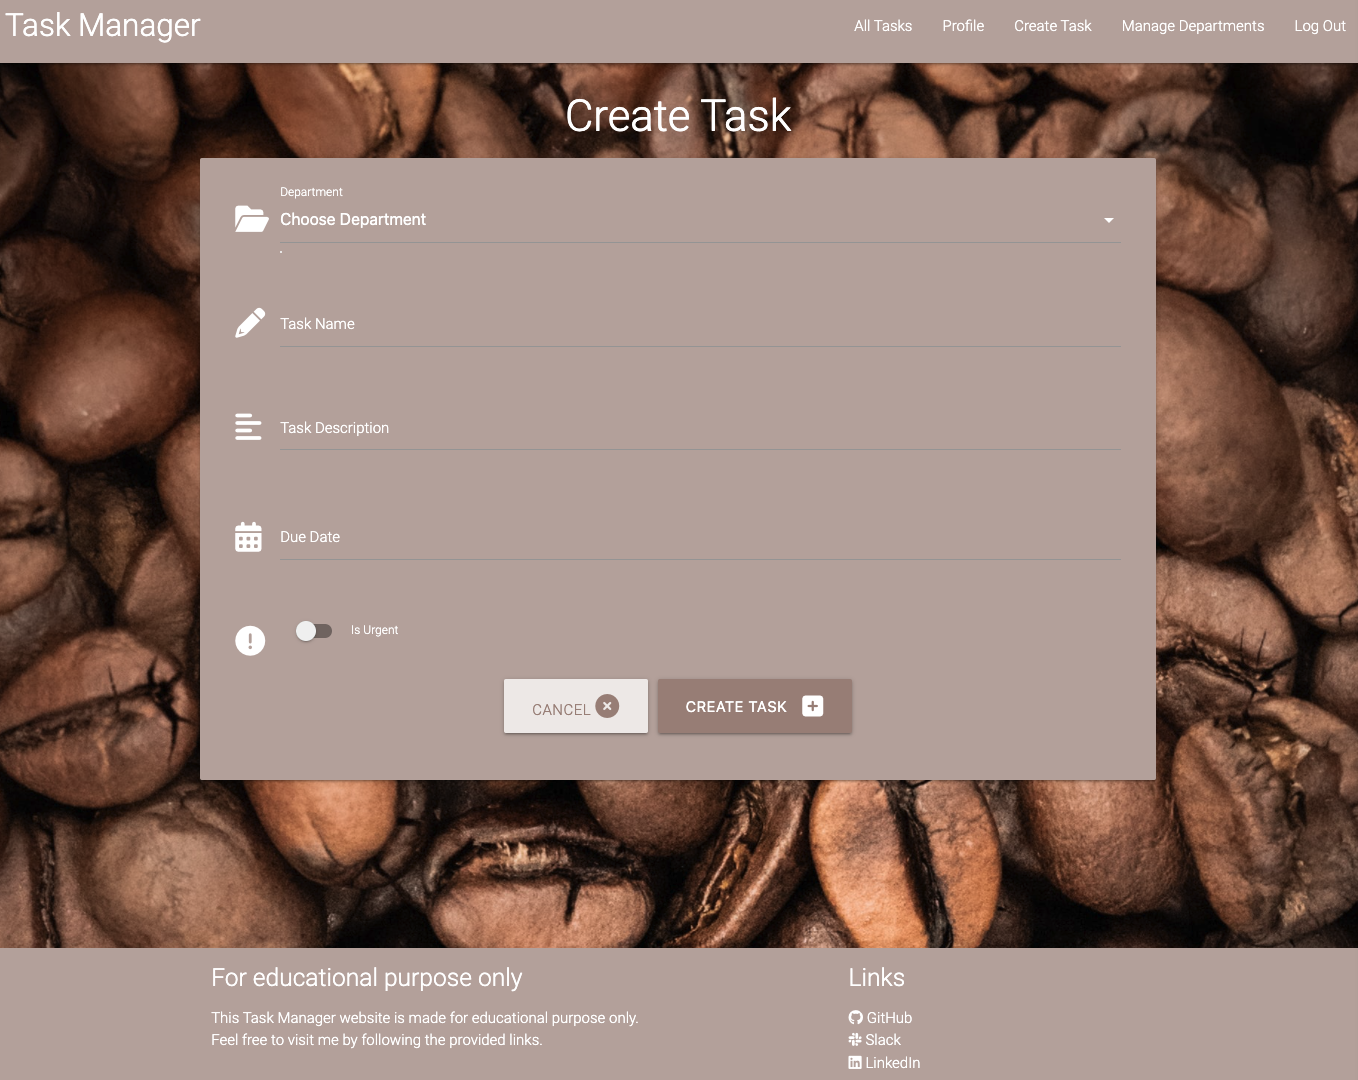 Task Manager
All Tasks
Profile
Create Task
Manage Departments
Log Out
Create Task
Department
Choose Department
Task Name
Task Description
Due Date
Is Urgent
CANCEL
CREATE TASK
For educational purpose only
This Task Manager website is made for educational purpose only.
Feel free to visit me by following the provided links.
Links
GitHub
Slack
LinkedIn